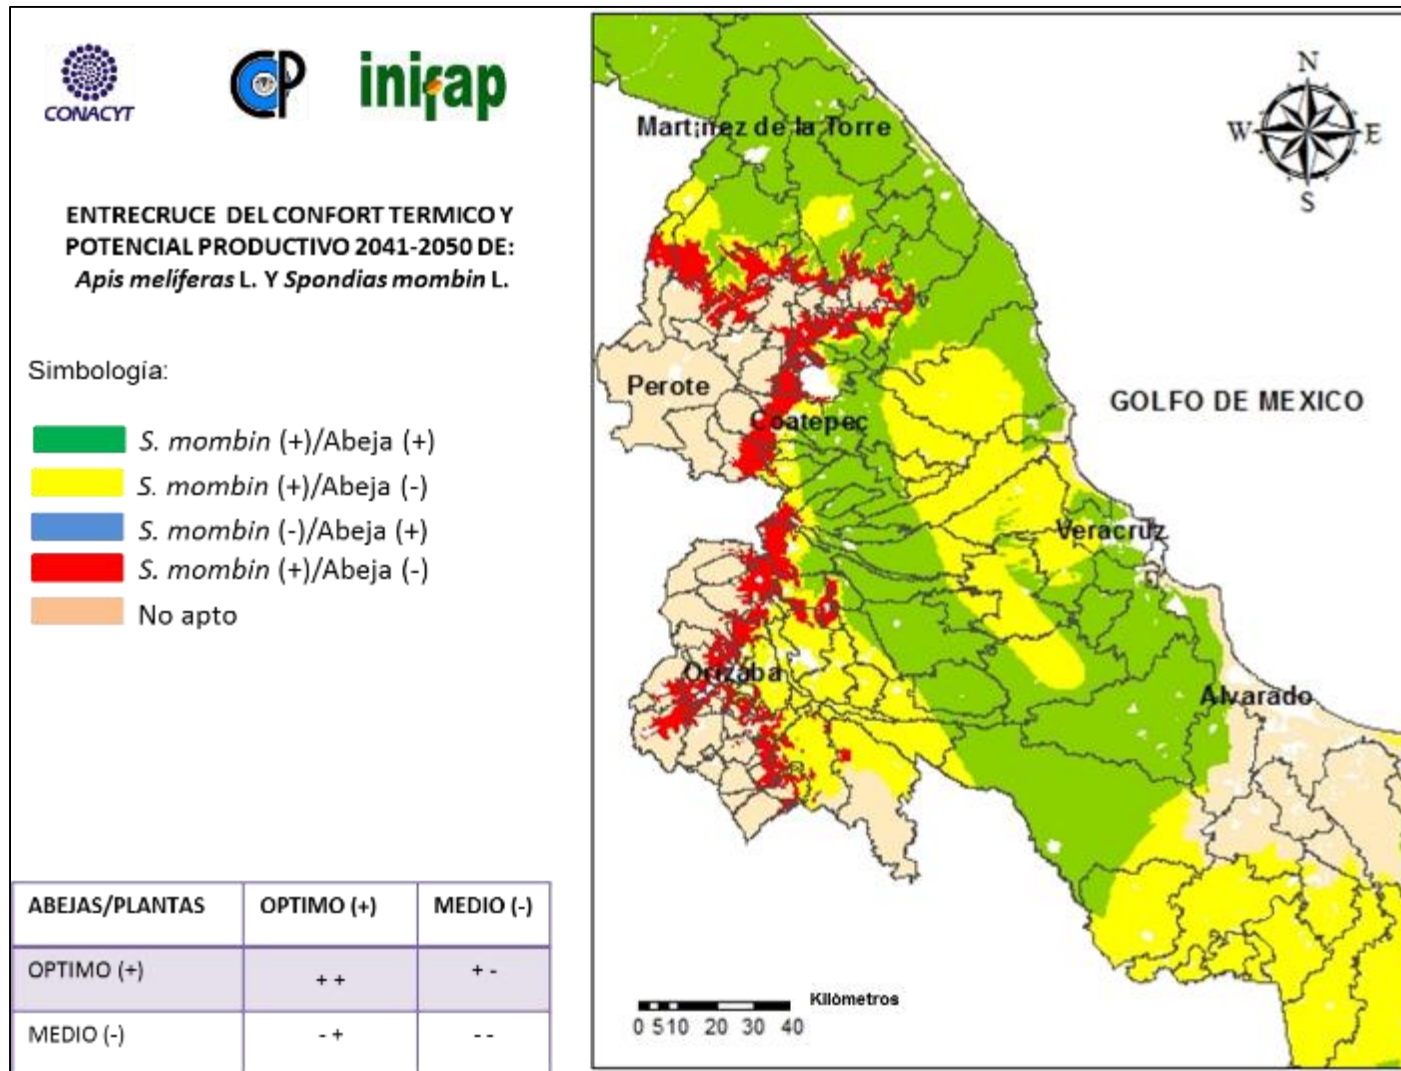 CONACYT
CP
inifap
ENTRECRUCE DEL CONFORT TERMICO Y
POTENCIAL PRODUCTIVO 2041-2050 DE:
Apis melíferas L. Y Spondias mombin L.
Simbología:
S. mombin (+)/Abeja (+)
S. mombin (+)/Abeja (-)
S. mombin (-)/Abeja (+)
S. mombin (+)/Abeja (-)
No apto
ABEJAS/PLANTAS OPTIMO (+) MEDIO (-)
OPTIMO (+) + + + -
MEDIO (-) - + - -
N
W E
S
Mart¡nez de la Torre
Perote
Coatepec
GOLFO DE MEXICO
Veracruz
Orizaba
Alvarado
Kilómetros
0 5 10 20 30 40